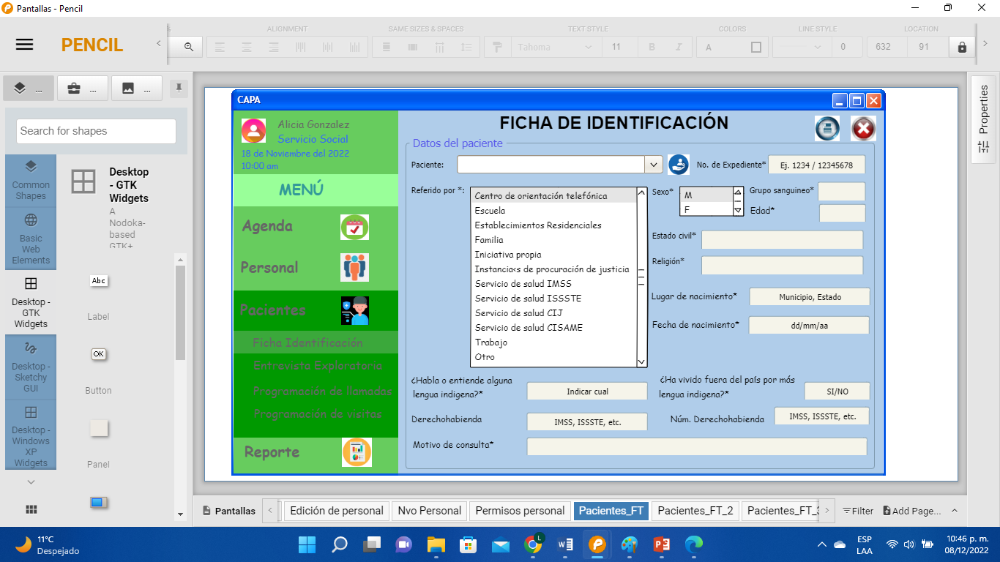 Pantallas - Pencil
PENCIL
ALIGNMENT
SAME SIZES & SPACES
TEXT STYLE
COLORS
LINE STYLE
LOCATION
Tahoma
11
B
I
A
0
632
91
...
...
...
Search for shapes
Common Shapes
Basic Web Elements
Desktop - GTK Widgets
Desktop - Sketchy GUI
Desktop - Windows XP Widgets
Desktop - GTK Widgets
A Nodoka-based GTK+
Abc
Label
OK
Button
Panel
Properties
CAPA
Alicia Gonzalez
Servicio Social
18 de Noviembre del 2022
10:00 am
MENÚ
Agenda
Personal
Pacientes
Ficha Identificación
- Entrevista Exploratoria
- Programación de llamadas
Programación de visitas
Reporte
FICHA DE IDENTIFICACIÓN
Datos del paciente
Paciente:
No. de Expediente*
Ej. 1234 / 12345678
Referido por *:
Centro de orientación telefónica
Escuela
Establecimientos Residenciales
Familia
Iniciativa propia
Instancia<s de procuración de justicia
Servicio de salud IMSS
Servicio de salud ISSSTE
Servicio de salud CIJ
Servicio de salud CISAME
Trabajo
Otro
Sexo*
M
F
Grupo sanguineo*
Edad*
Estado civil*
Religión*
Lugar de nacimiento*
Municipio, Estado
Fecha de nacimiento*
dd/mm/aa
¿Habla o entiende alguna
lengua indigena?*
Indicar cual
¿Ha vivido fuera del país por más
lengua indigena?*
SI/NO
Derechohabienda
IMSS, ISSSTE, etc.
Núm. Derechohabienda
IMSS, ISSSTE, etc.
Motivo de consulta*
Pantallas
Edición de personal
Nvo Personal
Permisos personal
Pacientes_FT
Pacientes_FT_2
Pacientes_FT_3
Filter
Add Page...
11°C
Despejado
L
ESP
LAA
10:46 p. m.
08/12/2022